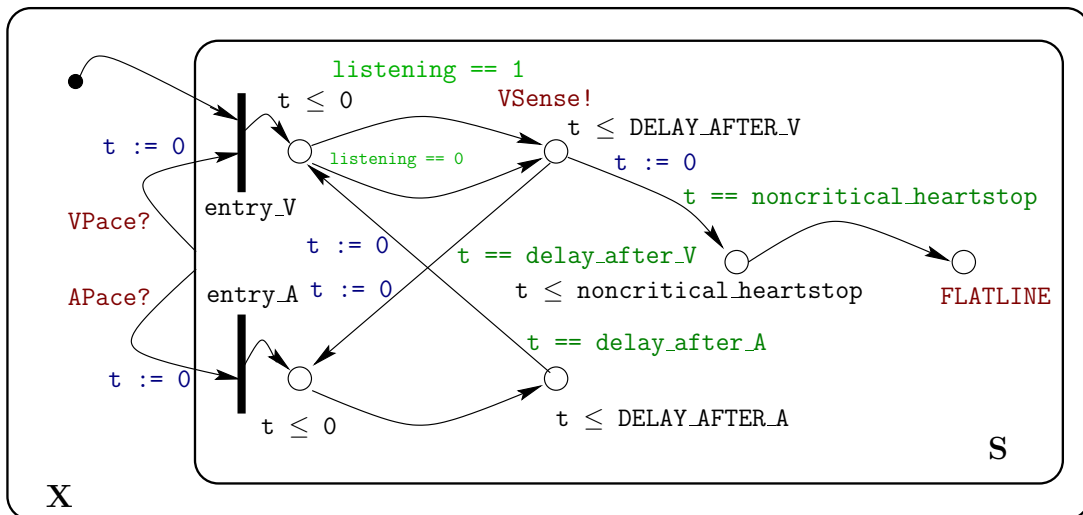 listening == 1
t ≤ 0
VSense!
t ≤ DELAY_AFTER_V
t := 0
listening == 0
t := 0
t == noncritical_heartstop
entry_V
VPace?
t := 0
t == delay_after_V
APace?
entry_A
t := 0
t ≤ noncritical_heartstop
FLATLINE
t == delay_after_A
t := 0
t ≤ 0
t ≤ DELAY_AFTER_A
S
X